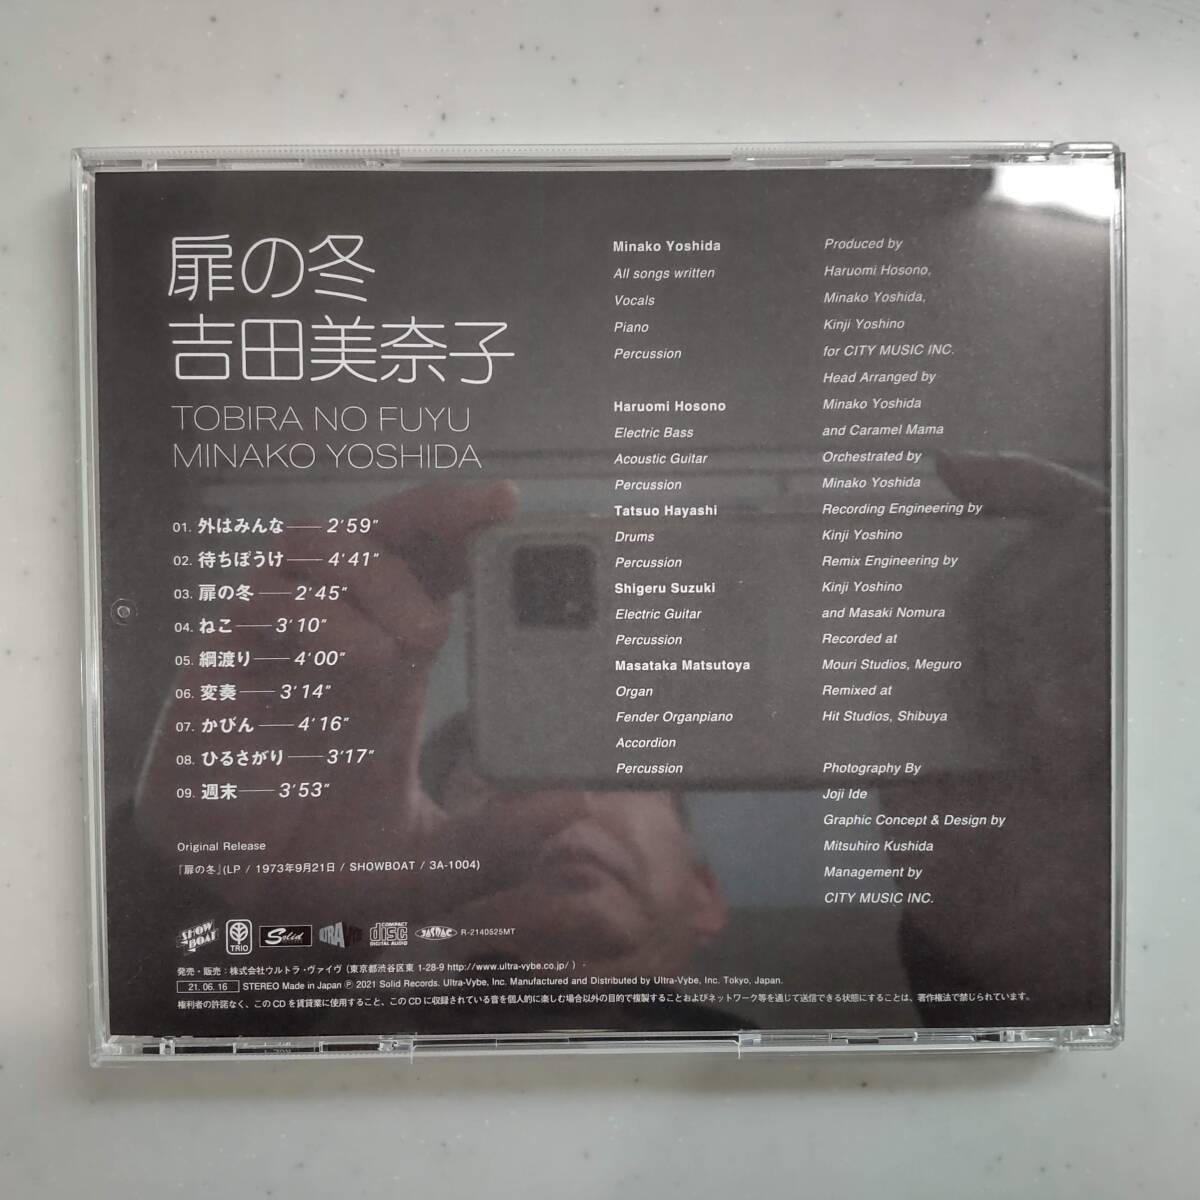 扉の冬
吉田美奈子
TOBIRA NO FUYU
MINAKO YOSHIDA
01. 外はみんな——2'59"
02. 待ちぼうけ——4'41"
03. 扉の冬——2'45"
04. ねこ——3'10"
05. 綱渡り——4'00"
06. 変奏——3'14"
07. かびん——4'16"
08. ひるさがり——3'17"
09. 週末——3'53"
Original Release
『扉の冬』(LP / 1973年9月21日 / SHOWBOAT / 3A-1004)
Minako Yoshida
All songs written
Vocals
Piano
Percussion
Haruomi Hosono
Electric Bass
Acoustic Guitar
Percussion
Tatsuo Hayashi
Drums
Percussion
Shigeru Suzuki
Electric Guitar
Percussion
Masataka Matsutoya
Organ
Fender Organpiano
Accordion
Percussion
Produced by
Haruomi Hosono,
Minako Yoshida,
Kinji Yoshino
for CITY MUSIC INC.
Head Arranged by
Minako Yoshida
and Caramel Mama
Orchestrated by
Minako Yoshida
Recording Engineering by
Kinji Yoshino
Remix Engineering by
Kinji Yoshino
and Masaki Nomura
Recorded at
Mouri Studios, Meguro
Remixed at
Hit Studios, Shibuya
Photography By
Joji Ide
Graphic Concept & Design by
Mitsuhiro Kushida
Management by
CITY MUSIC INC.
SHOW BOAT
TRIO
Solid
ULTRA VYBE
COMPACT disc DIGITAL AUDIO
JASRAC
R-2140525MT
発売・販売：株式会社ウルトラ・ヴァイヴ（東京都渋谷区東 1-28-9 http://www.ultra-vybe.co.jp/ ）
21. 06. 16 STEREO Made in Japan Ⓟ 2021 Solid Records. Ultra-Vybe, Inc. Manufactured and Distributed by Ultra-Vybe, Inc. Tokyo, Japan.
権利者の許諾なく、このCDを賃貸業に使用すること、このCDに収録されている音を個人的に楽しむ場合以外の目的で複製することおよびネットワーク等を通じて送信できる状態にすることは、著作権法で禁じられています。